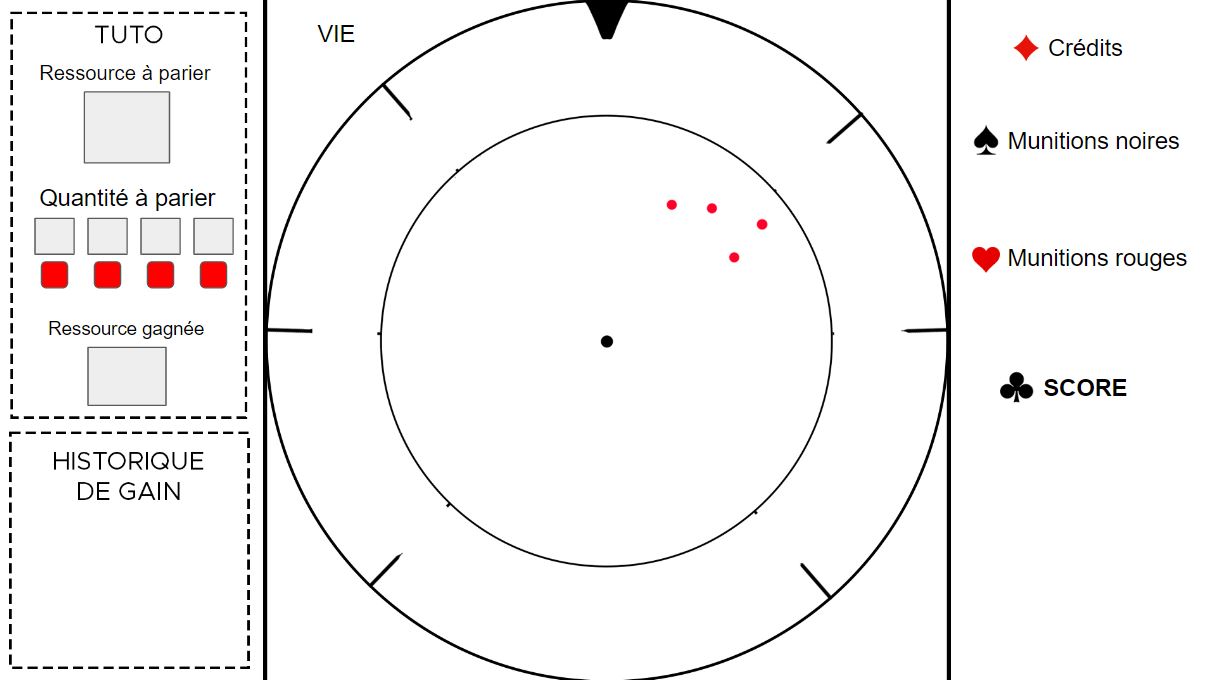 TUTO
Ressource à parier
Quantité à parier
Ressource gagnée
HISTORIQUE
DE GAIN
VIE
Crédits
Munitions noires
Munitions rouges
SCORE